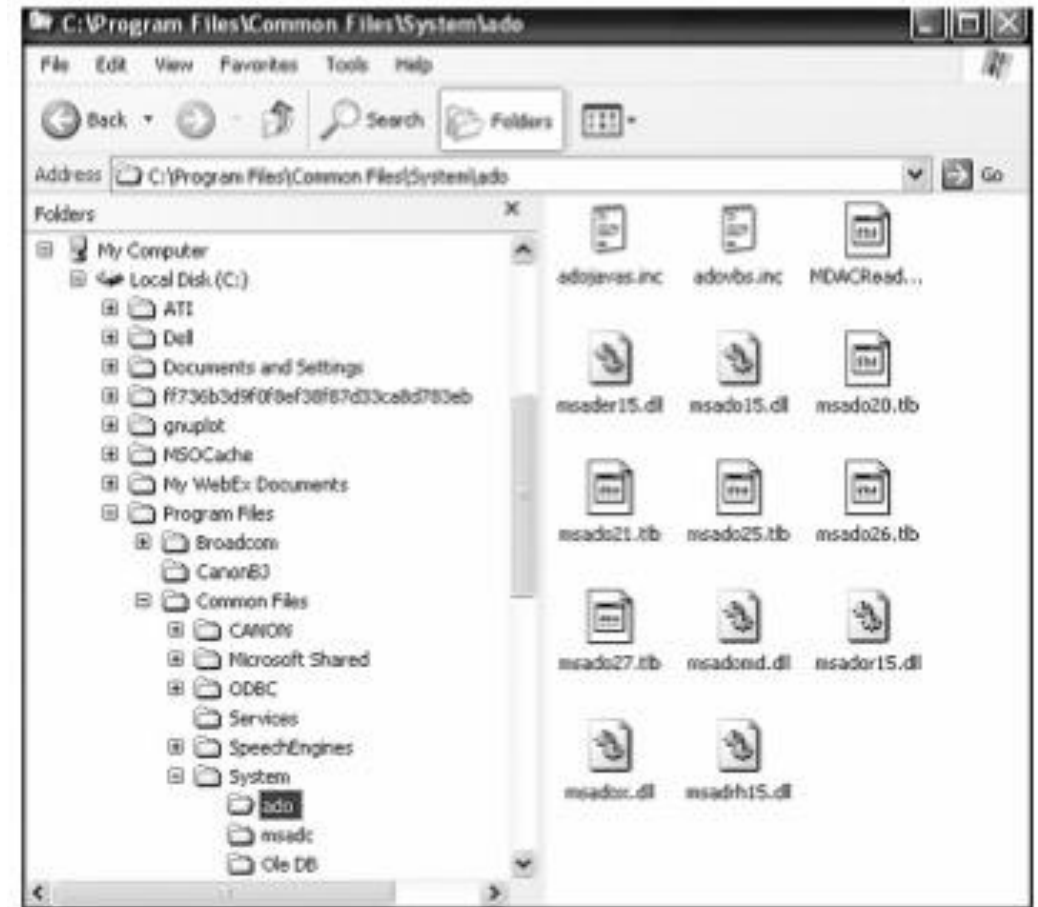 C:\Program Files\Common Files\System\ado
File Edit View Favorites Tools Help
Back Search Folders
Address C:\Program Files\Common Files\System\ado Go
Folders
My Computer
Local Disk (C:)
ATI
Dell
Documents and Settings
ff736b3d9f0f8ef38f87d33ca8d783eb
gnuplot
MSOCache
My WebEx Documents
Program Files
Broadcom
CanonBJ
Common Files
CANON
Microsoft Shared
ODBC
Services
SpeechEngines
System
ado
msadc
Ole DB
adojavas.inc adovbs.inc MDACRead...
msader15.dll msado15.dll msado20.tlb
msado21.tlb msado25.tlb msado26.tlb
msado27.tlb msadomd.dll msador15.dll
msadox.dll msadrh15.dll